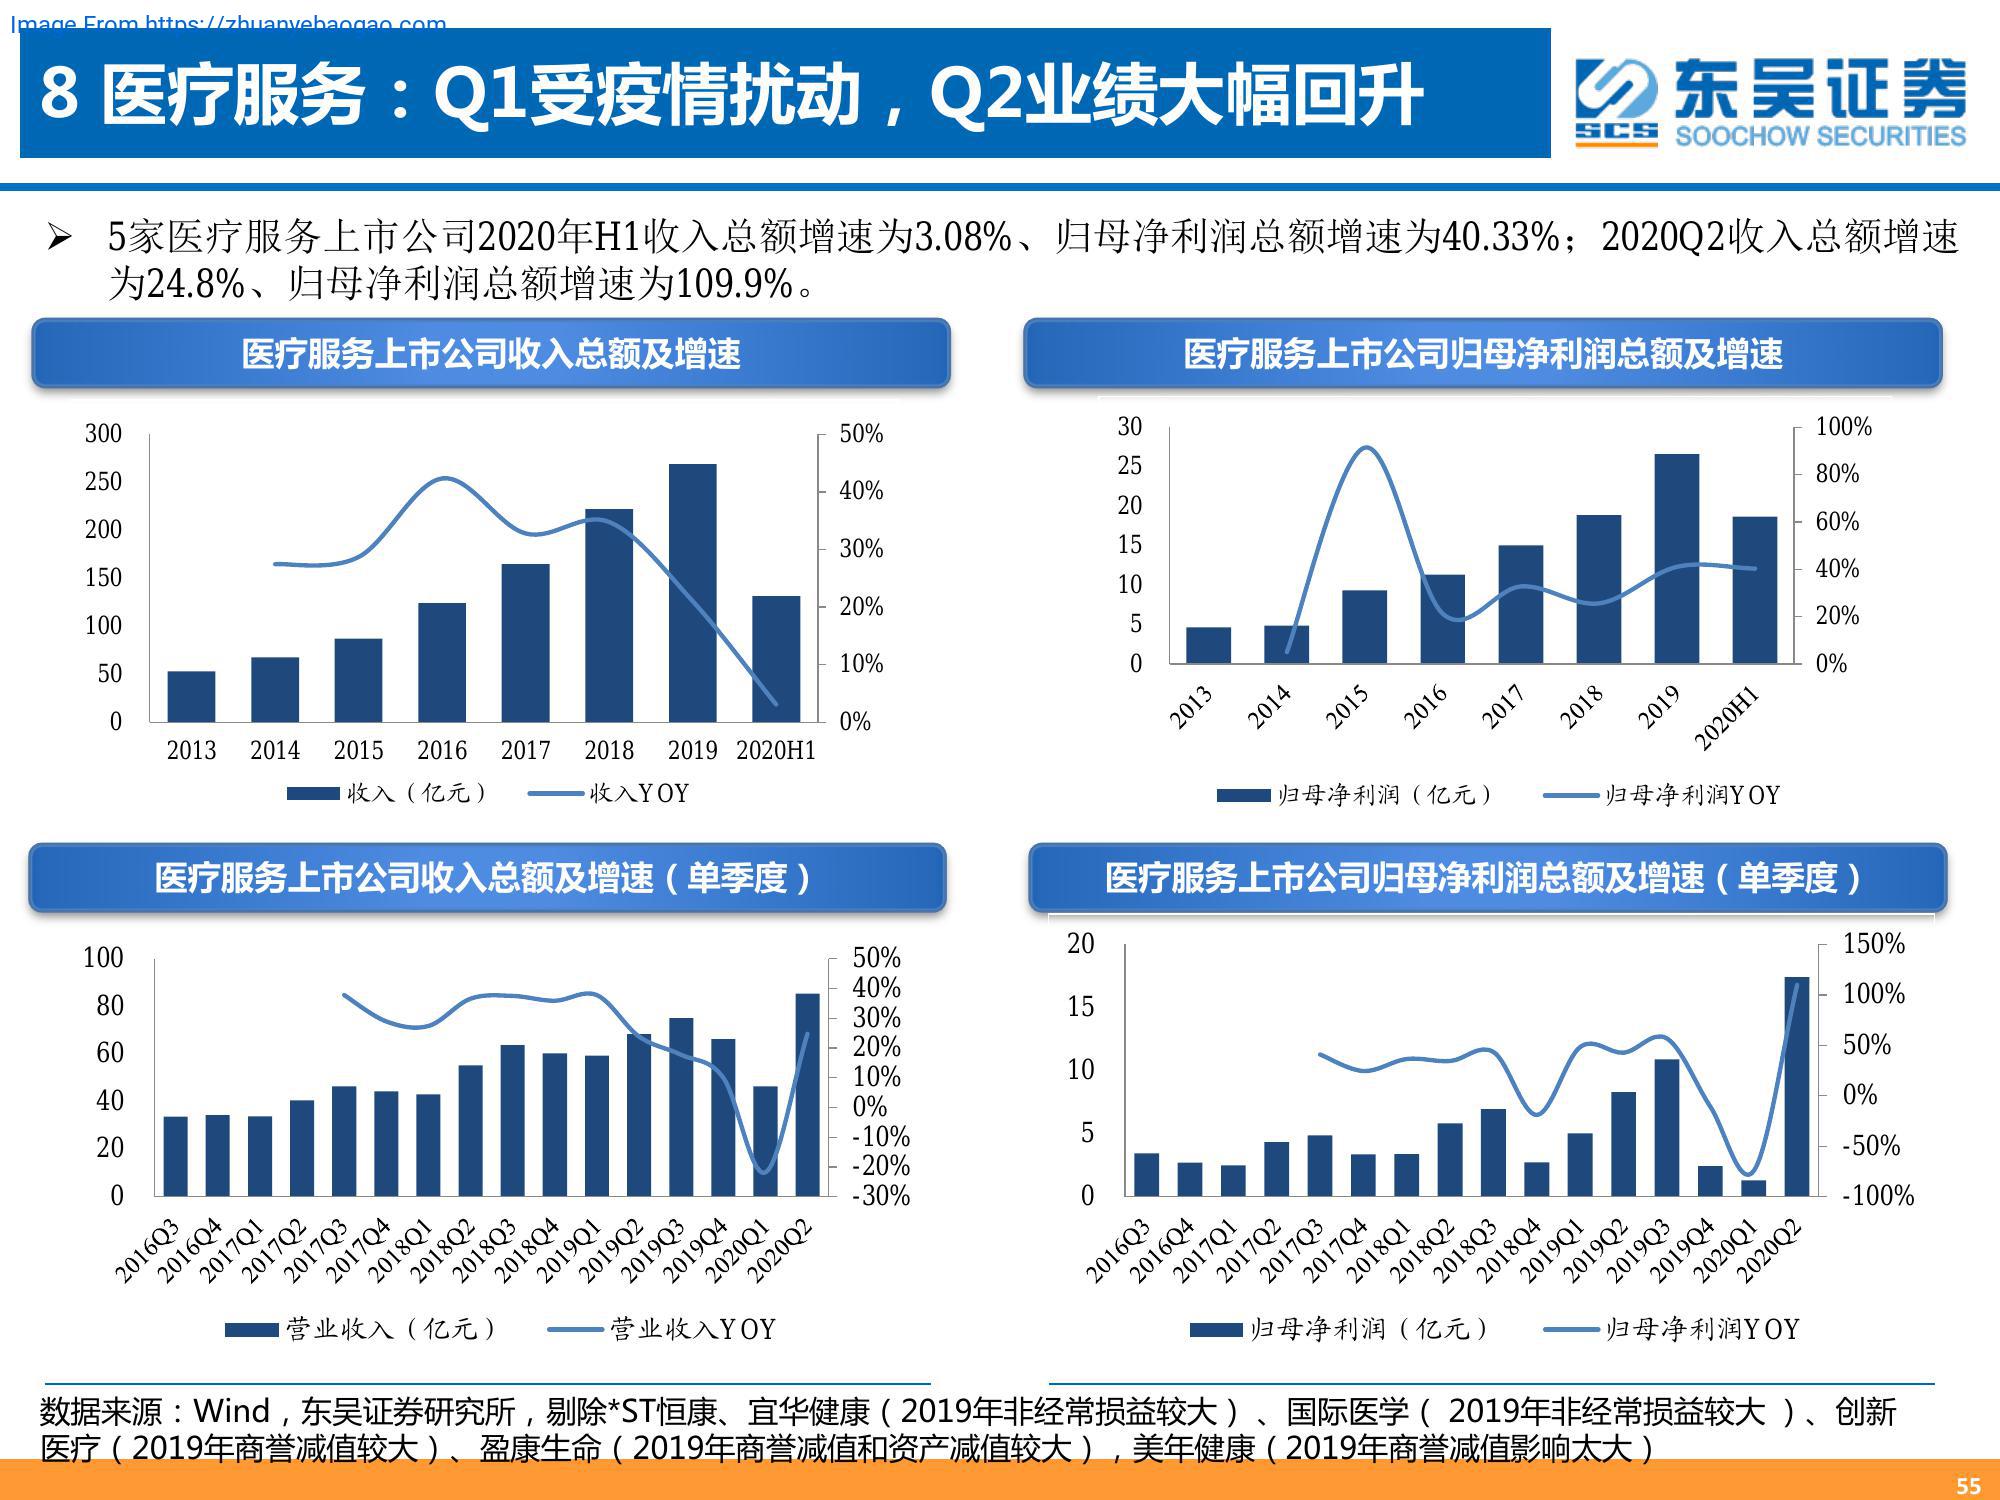 Image From https://zhuanyebaogao.com
8 医疗服务：Q1受疫情扰动，Q2业绩大幅回升
东吴证券
SCS
SOOCHOW SECURITIES
➢ 5家医疗服务上市公司2020年H1收入总额增速为3.08%、归母净利润总额增速为40.33%；2020Q2收入总额增速
为24.8%、归母净利润总额增速为109.9%。
医疗服务上市公司收入总额及增速
300
250
200
150
100
50
0
50%
40%
30%
20%
10%
0%
2013 2014 2015 2016 2017 2018 2019 2020H1
收入（亿元） 收入YOY
医疗服务上市公司归母净利润总额及增速
30
25
20
15
10
5
0
100%
80%
60%
40%
20%
0%
2013 2014 2015 2016 2017 2018 2019 2020H1
归母净利润（亿元） 归母净利润YOY
医疗服务上市公司收入总额及增速（单季度）
100
80
60
40
20
0
50%
40%
30%
20%
10%
0%
-10%
-20%
-30%
2016Q3 2016Q4 2017Q1 2017Q2 2017Q3 2017Q4 2018Q1 2018Q2 2018Q3 2018Q4 2019Q1 2019Q2 2019Q3 2019Q4 2020Q1 2020Q2
营业收入（亿元） 营业收入YOY
医疗服务上市公司归母净利润总额及增速（单季度）
20
15
10
5
0
150%
100%
50%
0%
-50%
-100%
2016Q3 2016Q4 2017Q1 2017Q2 2017Q3 2017Q4 2018Q1 2018Q2 2018Q3 2018Q4 2019Q1 2019Q2 2019Q3 2019Q4 2020Q1 2020Q2
归母净利润（亿元） 归母净利润YOY
数据来源：Wind，东吴证券研究所，剔除*ST恒康、宜华健康（2019年非经常损益较大）、国际医学（ 2019年非经常损益较大 ）、创新
医疗（2019年商誉减值较大）、盈康生命（2019年商誉减值和资产减值较大），美年健康（2019年商誉减值影响太大）
55